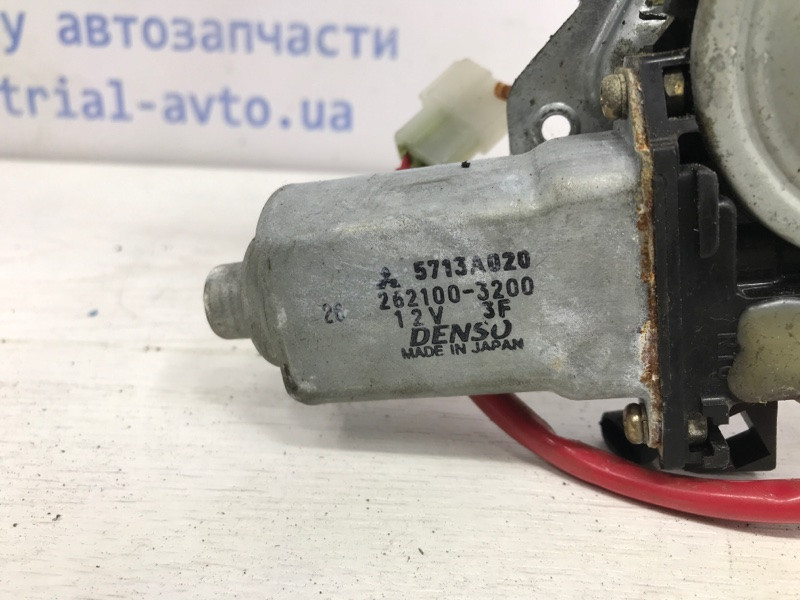 у автозапчасти
trial-avto.ua
5713A020
262100-3200
26 12V 3F
DENSO
MADE IN JAPAN